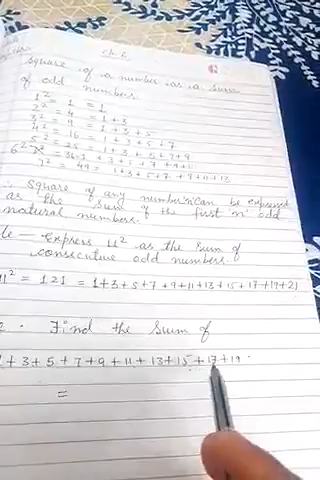 Ch. 6
Square of a number as a sum
of odd numbers.
1² = 1 = 1
2² = 4 = 1+3
3² = 9 = 1+3+5
4² = 16 = 1+3+5+7
5² = 25 = 1+3+5+7+9
6² = 36 = 1+3+5+7+9+11
7² = 49 = 1+3+5+7+9+11+13
Square of any number can be expressed
as the sum of the first 'n' odd
natural numbers.
Express 11² as the sum of
consecutive odd numbers.
11² = 121 = 1+3+5+7+9+11+13+15+17+19+21
Find the sum of
+3+5+7+9+11+13+15+17+19.
=